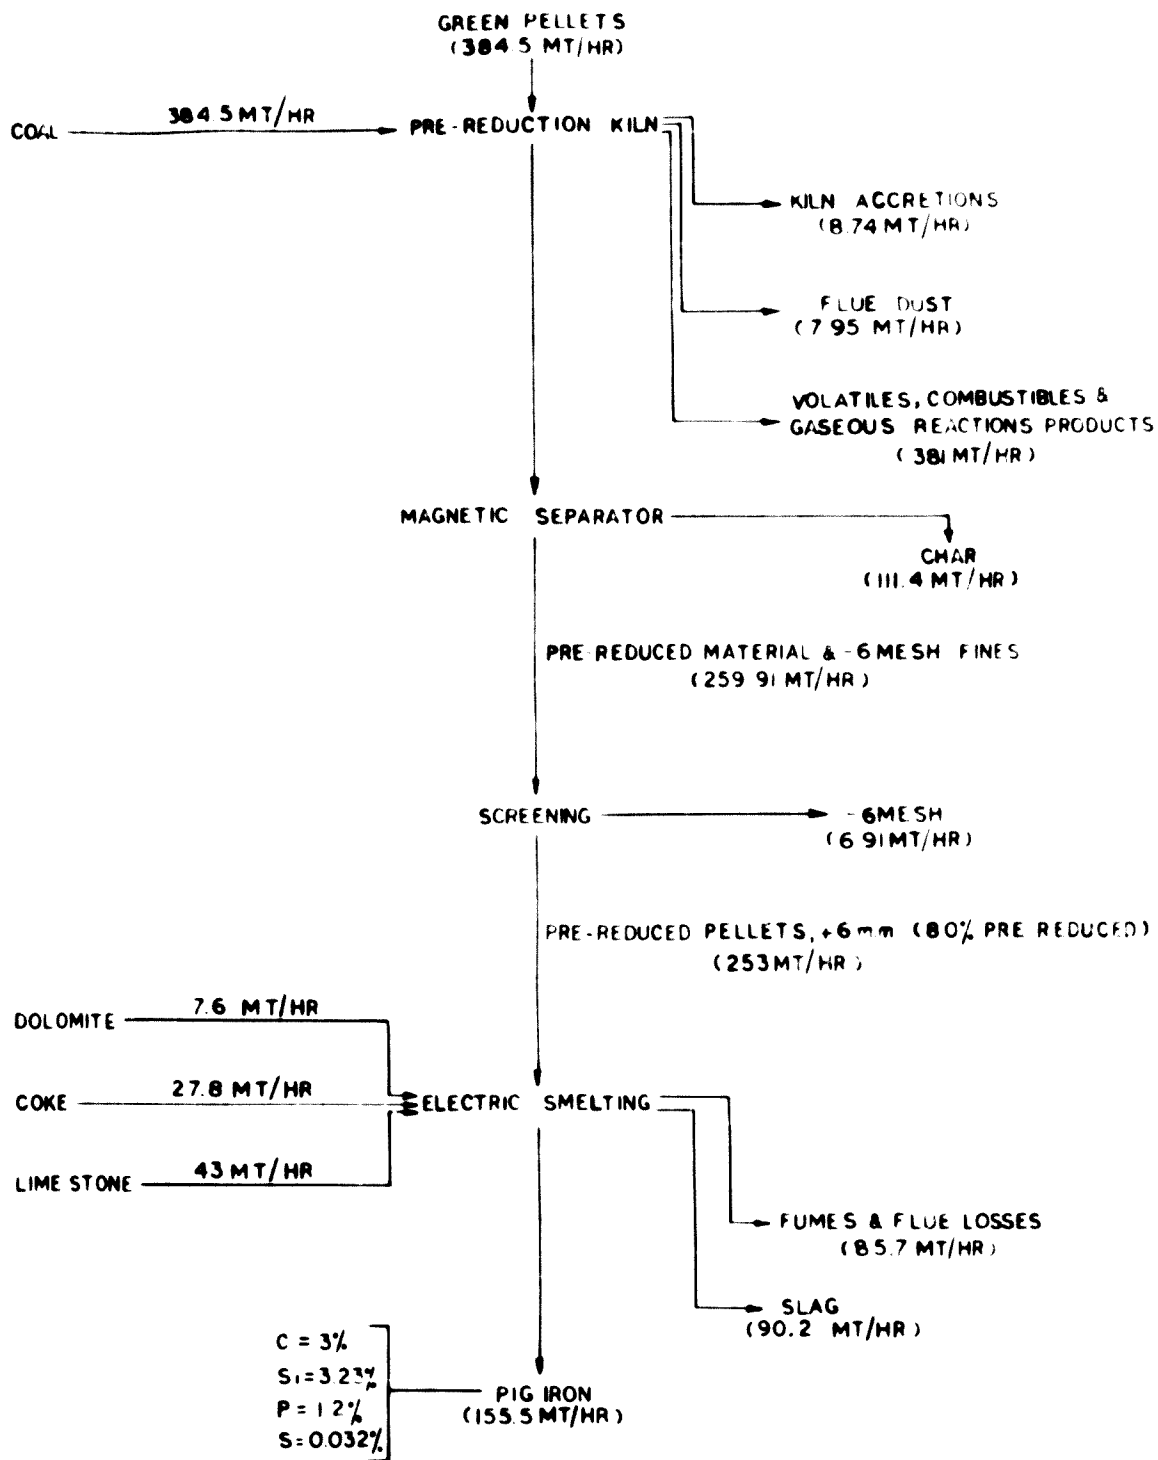 GREEN PELLETS
(384.5 MT/HR)
384.5 MT/HR
COAL
PRE-REDUCTION KILN
KILN ACCRETIONS
(8.74 MT/HR)
FLUE DUST
(7.95 MT/HR)
VOLATILES, COMBUSTIBLES &
GASEOUS REACTIONS PRODUCTS
(381 MT/HR)
MAGNETIC SEPARATOR
CHAR
(111.4 MT/HR)
PRE-REDUCED MATERIAL & -6 MESH FINES
(259.91 MT/HR)
SCREENING
-6 MESH
(6.91 MT/HR)
PRE-REDUCED PELLETS, +6 mm (80% PRE REDUCED)
(253 MT/HR)
7.6 MT/HR
DOLOMITE
27.8 MT/HR
COKE
ELECTRIC SMELTING
43 MT/HR
LIME STONE
FUMES & FLUE LOSSES
(85.7 MT/HR)
SLAG
(90.2 MT/HR)
C = 3%
Si = 3.23%
P = 1.2%
S = 0.032%
PIG IRON
(155.5 MT/HR)